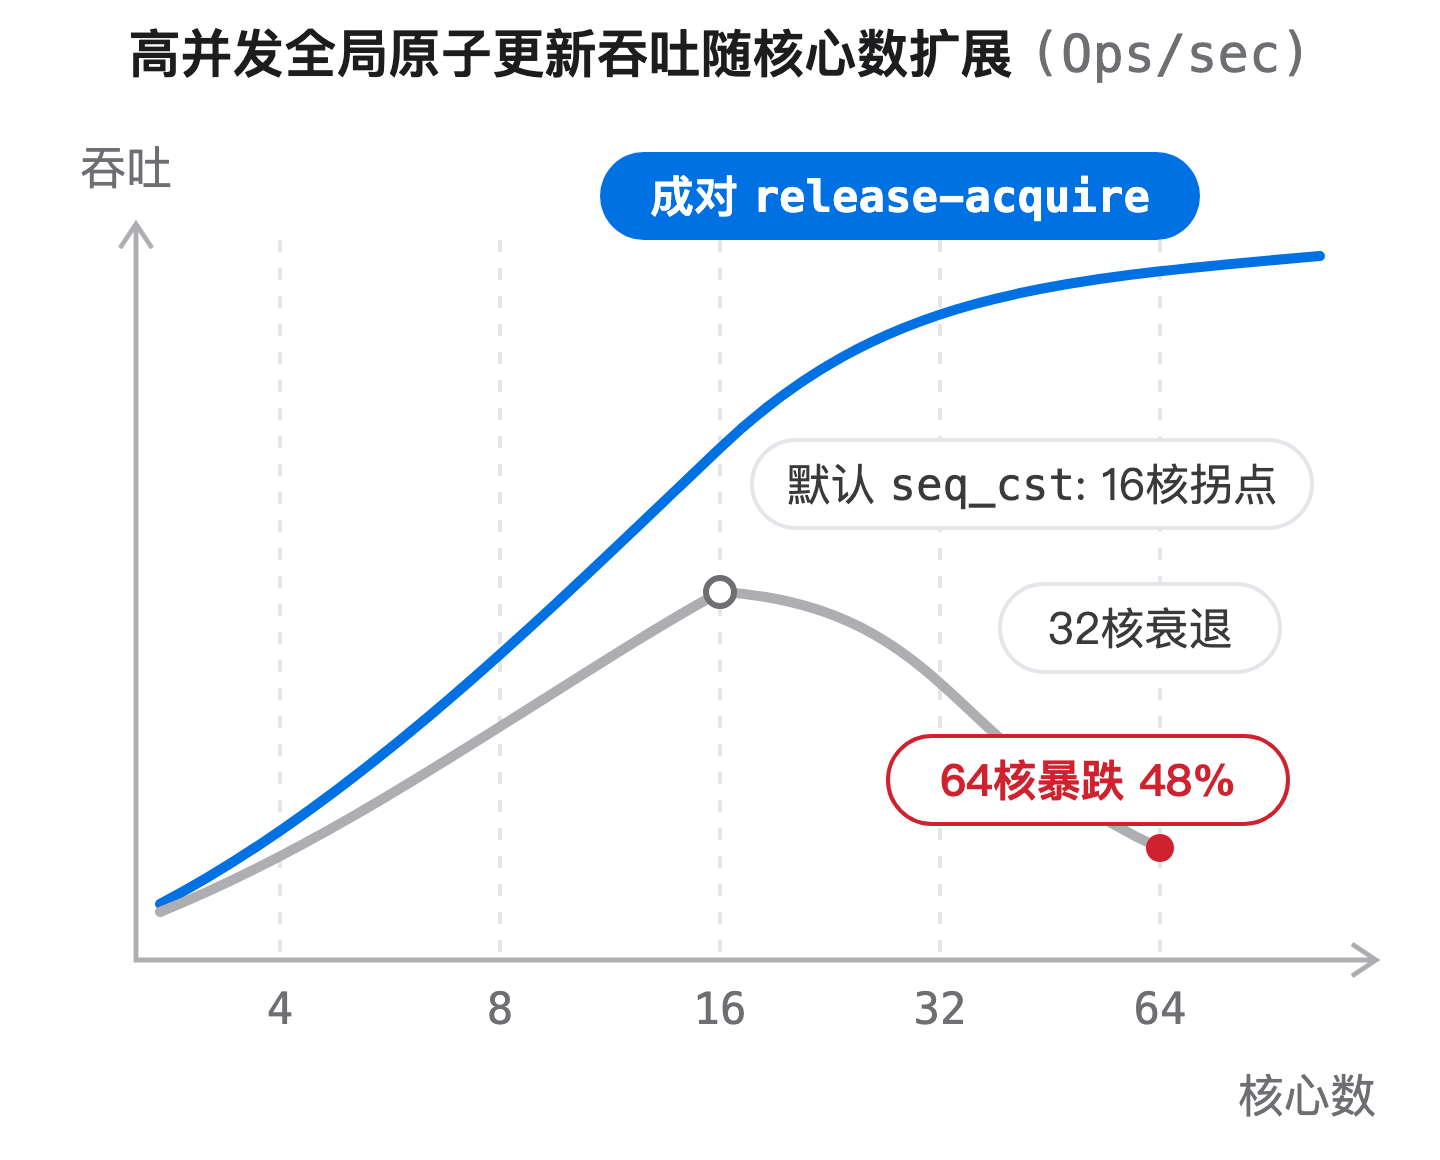 高并发全局原子更新吞吐随核心数扩展 (Ops/sec)
吞吐
成对 release-acquire
默认 seq_cst: 16核拐点
32核衰退
64核暴跌 48%
4 8 16 32 64
核心数